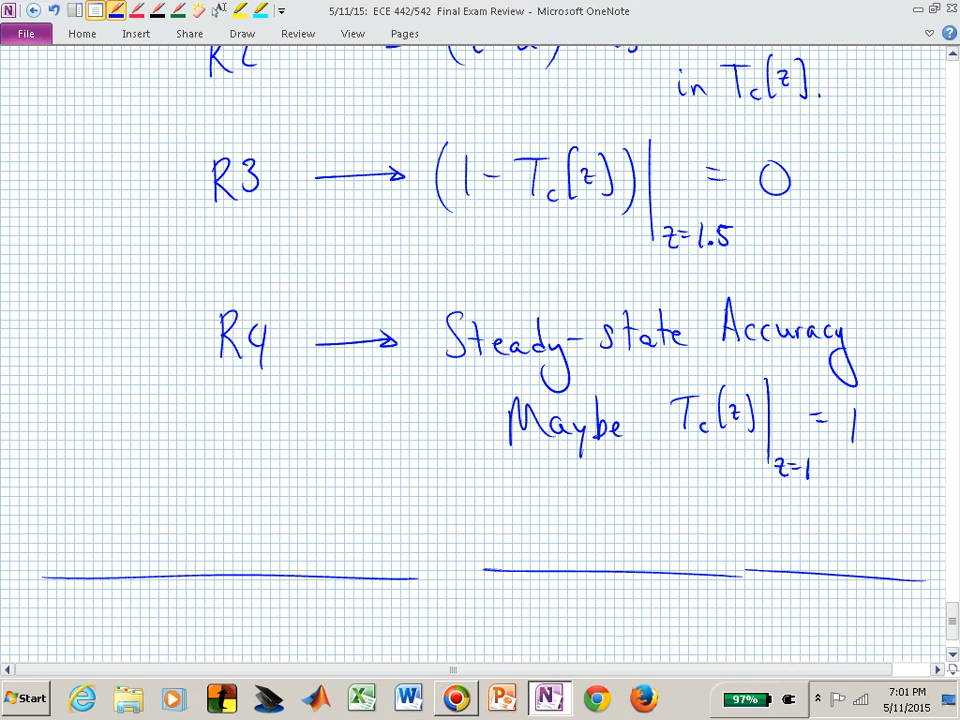 5/11/15: ECE 442/542 Final Exam Review - Microsoft OneNote
File Home Insert Share Draw Review View Pages
in Tc[z].
R3 → (1 - Tc[z])| = 0
z=1.5
R4 → Steady-state Accuracy
Maybe Tc[z]| = 1
z=1
Start 97% 7:01 PM
5/11/2015